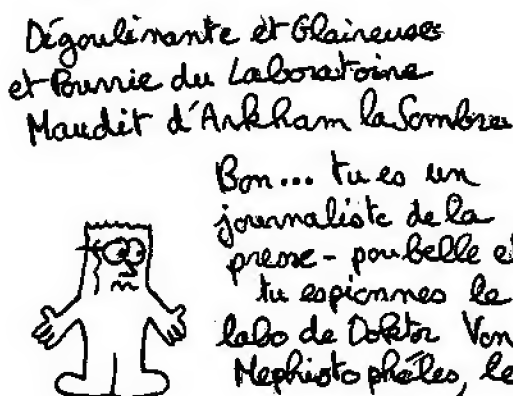 Dégoulinante et Glaireuse
et Pourrie du Laboratoire
Maudit d'Arkham la Sombre
Bon... tu es un
journaliste de la
presse-poubelle et
tu espionnes le
labo de Doktor Von
Mephistophélès, le